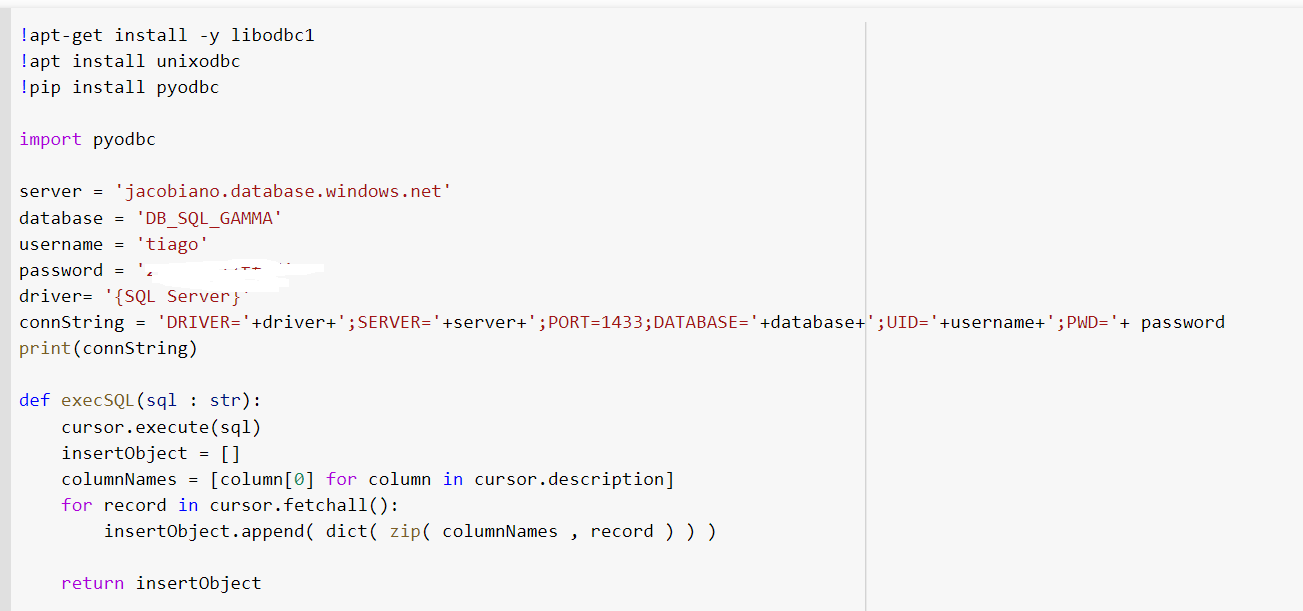 !apt-get install -y libodbc1
!apt install unixodbc
!pip install pyodbc
import pyodbc
server = 'jacobiano.database.windows.net'
database = 'DB_SQL_GAMMA'
username = 'tiago'
password = '
driver= '{SQL Server}'
connString = 'DRIVER='+driver+';SERVER='+server+';PORT=1433;DATABASE='+database+';UID='+username+';PWD='+ password
print(connString)
def execSQL(sql : str):
    cursor.execute(sql)
    insertObject = []
    columnNames = [column[0] for column in cursor.description]
    for record in cursor.fetchall():
        insertObject.append( dict( zip( columnNames , record ) ) )
    return insertObject